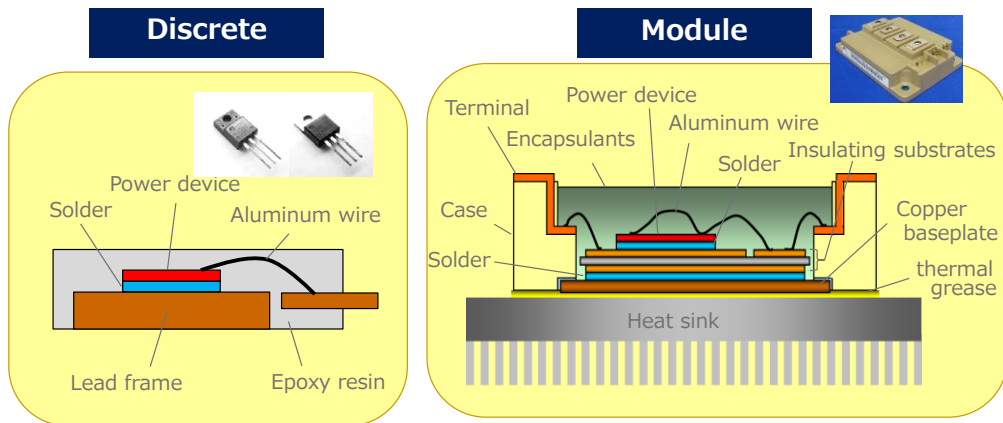 Discrete
Module
Power device
Solder
Aluminum wire
Lead frame
Epoxy resin
Terminal
Power device
Encapsulants
Aluminum wire
Solder
Insulating substrates
Case
Copper
baseplate
Solder
thermal
grease
Heat sink